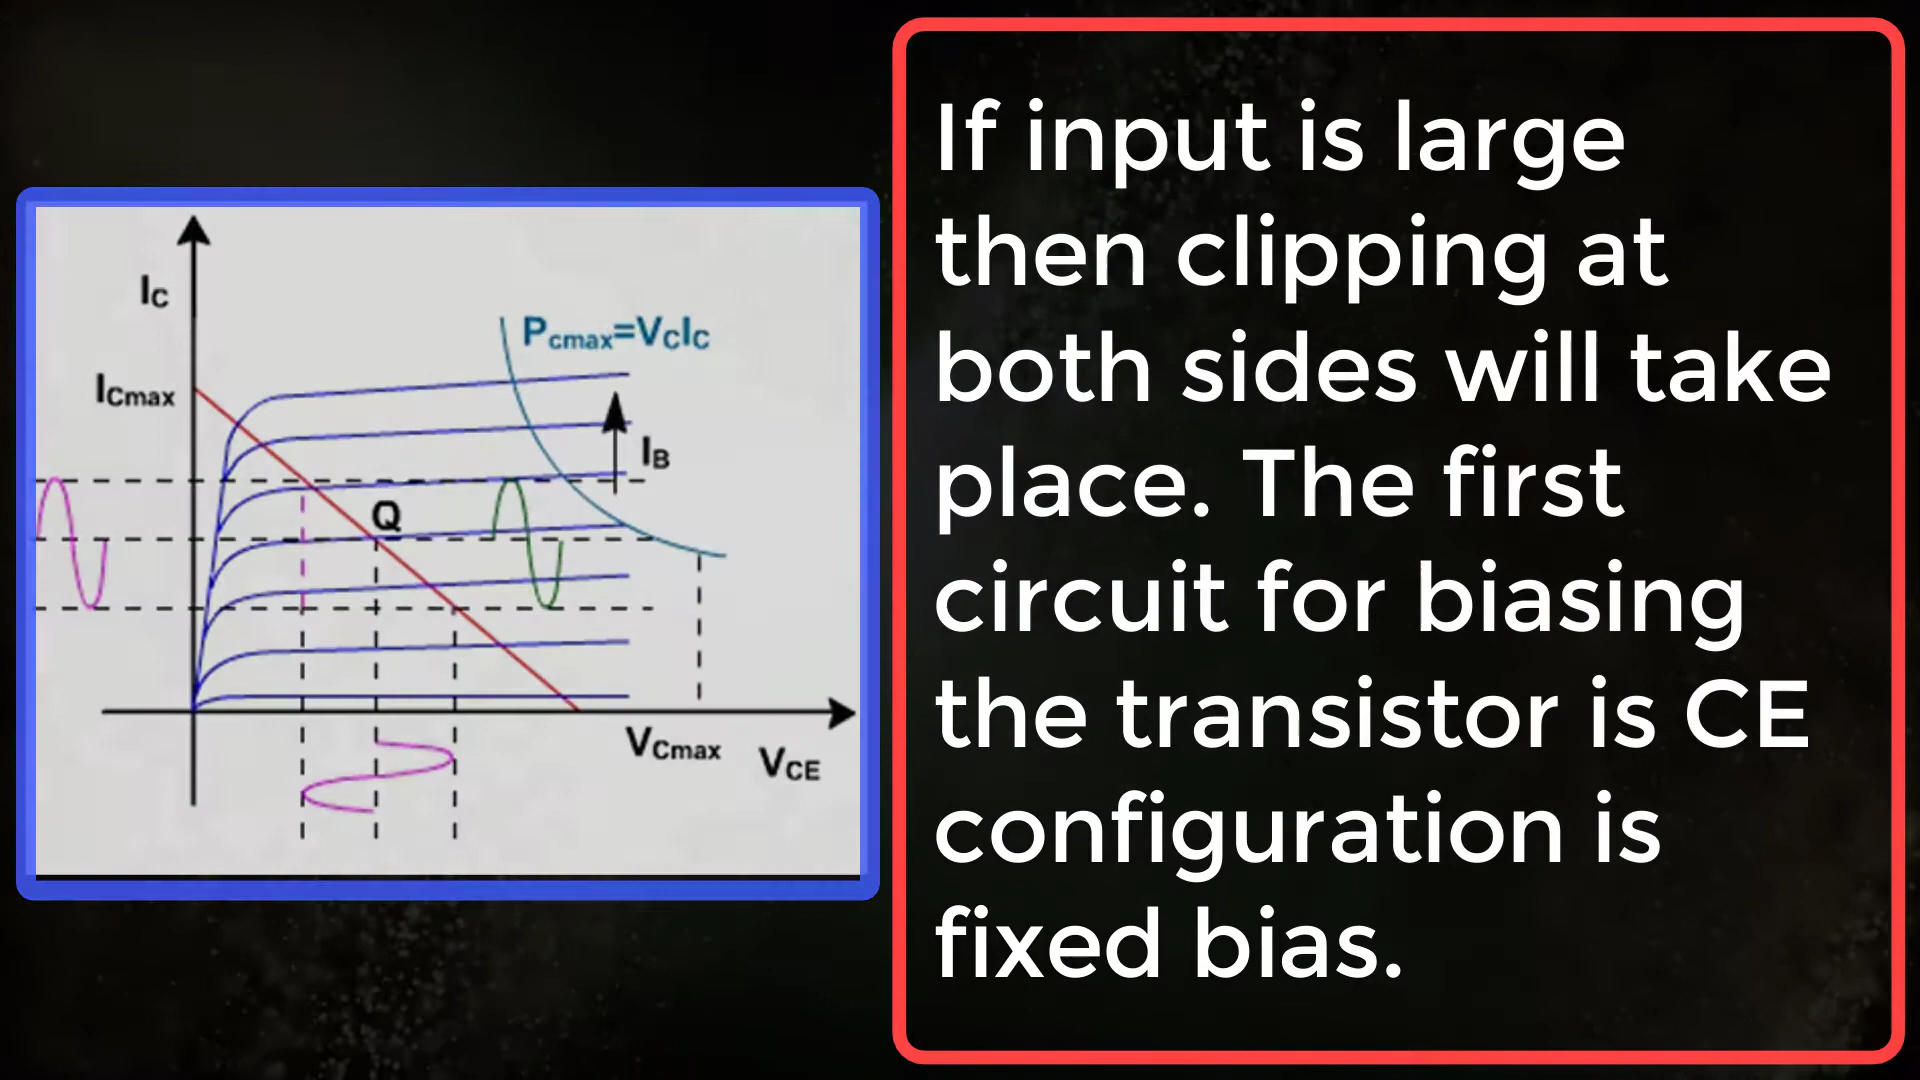 IC
Pcmax=VCIC
ICmax
IB
Q
VCmax
VCE
If input is large
then clipping at
both sides will take
place. The first
circuit for biasing
the transistor is CE
configuration is
fixed bias.